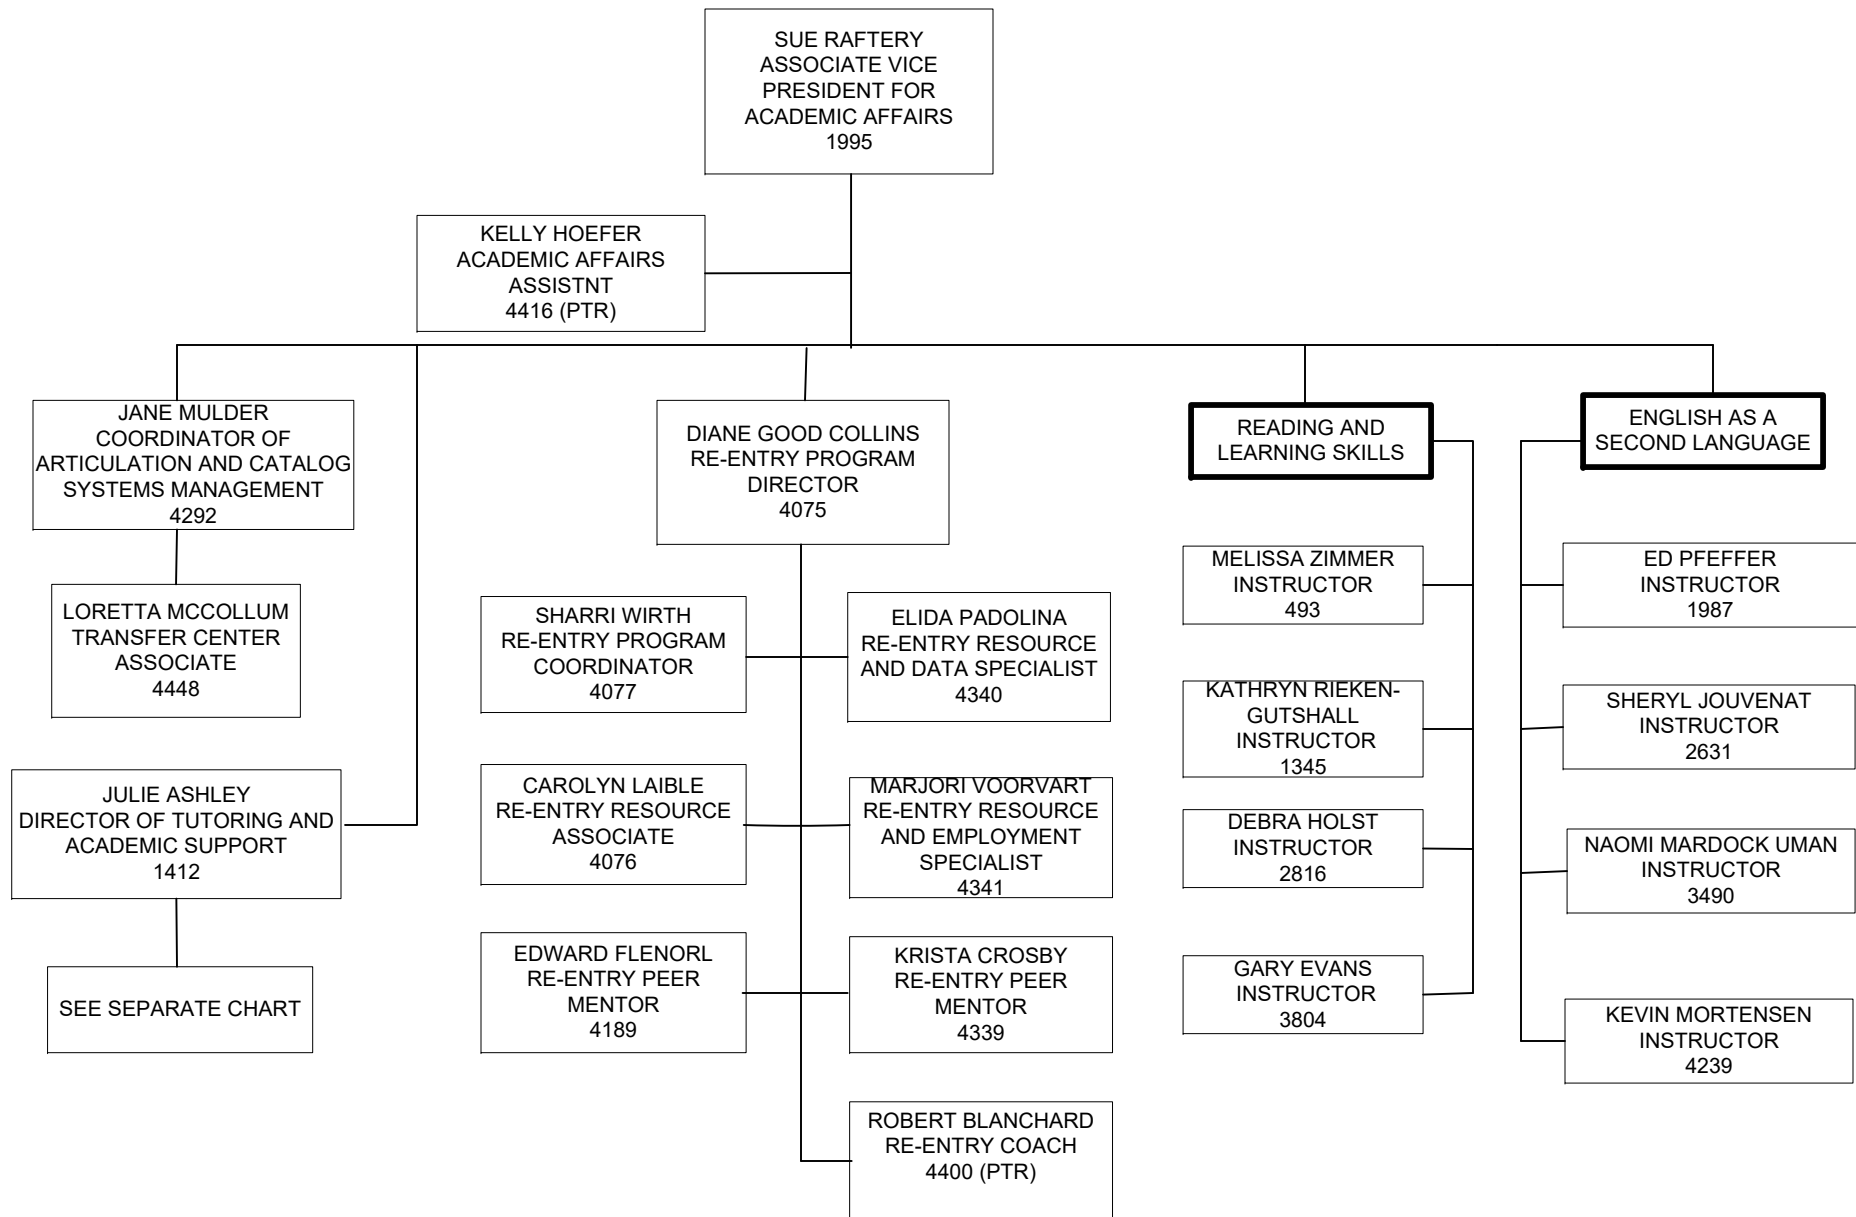 SUE RAFTERY
ASSOCIATE VICE
PRESIDENT FOR
ACADEMIC AFFAIRS
1995
KELLY HOEFER
ACADEMIC AFFAIRS
ASSISTNT
4416 (PTR)
JANE MULDER
COORDINATOR OF
ARTICULATION AND CATALOG
SYSTEMS MANAGEMENT
4292
LORETTA MCCOLLUM
TRANSFER CENTER
ASSOCIATE
4448
JULIE ASHLEY
DIRECTOR OF TUTORING AND
ACADEMIC SUPPORT
1412
SEE SEPARATE CHART
DIANE GOOD COLLINS
RE-ENTRY PROGRAM
DIRECTOR
4075
SHARRI WIRTH
RE-ENTRY PROGRAM
COORDINATOR
4077
ELIDA PADOLINA
RE-ENTRY RESOURCE
AND DATA SPECIALIST
4340
CAROLYN LAIBLE
RE-ENTRY RESOURCE
ASSOCIATE
4076
MARJORI VOORVART
RE-ENTRY RESOURCE
AND EMPLOYMENT
SPECIALIST
4341
EDWARD FLENORL
RE-ENTRY PEER
MENTOR
4189
KRISTA CROSBY
RE-ENTRY PEER
MENTOR
4339
ROBERT BLANCHARD
RE-ENTRY COACH
4400 (PTR)
READING AND
LEARNING SKILLS
MELISSA ZIMMER
INSTRUCTOR
493
KATHRYN RIEKEN-
GUTSHALL
INSTRUCTOR
1345
DEBRA HOLST
INSTRUCTOR
2816
GARY EVANS
INSTRUCTOR
3804
ENGLISH AS A
SECOND LANGUAGE
ED PFEFFER
INSTRUCTOR
1987
SHERYL JOUVENAT
INSTRUCTOR
2631
NAOMI MARDOCK UMAN
INSTRUCTOR
3490
KEVIN MORTENSEN
INSTRUCTOR
4239